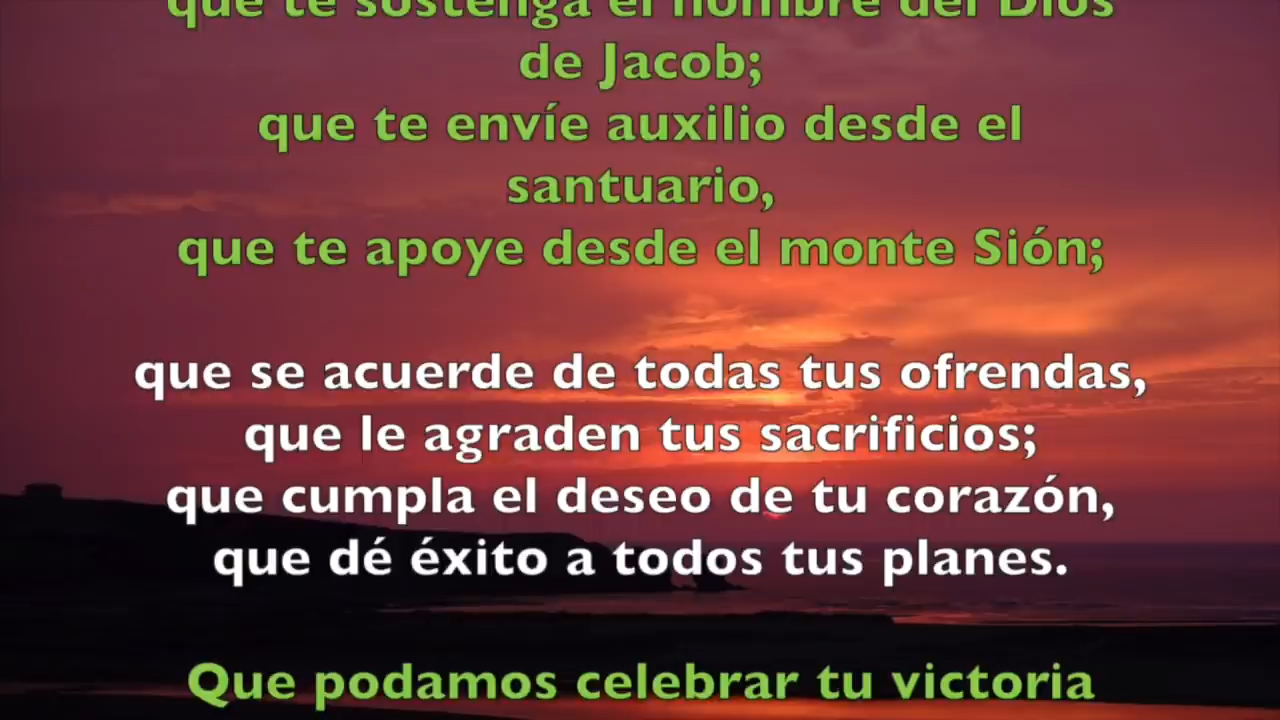 que te sostenga el nombre del Dios
de Jacob;
que te envíe auxilio desde el
santuario,
que te apoye desde el monte Sión;
que se acuerde de todas tus ofrendas,
que le agraden tus sacrificios;
que cumpla el deseo de tu corazón,
que dé éxito a todos tus planes.
Que podamos celebrar tu victoria